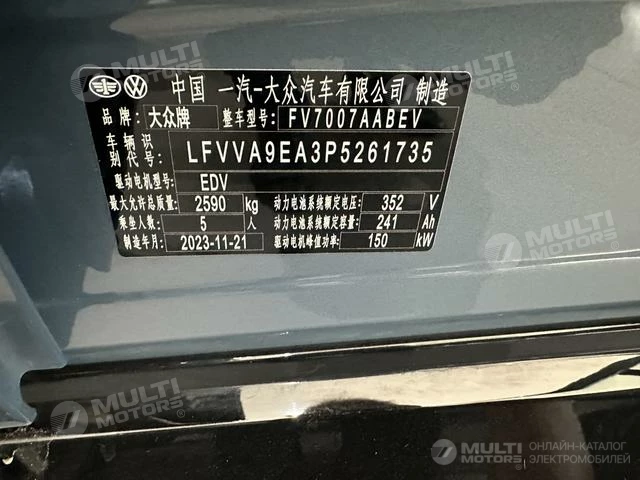 中国 一汽-大众汽车有限公司 制造
品 牌: 大众牌 整车型号: FV7007AABEV
车 辆 识
别 代 号: LFVVA9EA3P5261735
驱动电机型号: EDV
最大允许总质量: 2590 kg 动力电池系统额定电压: 352 V
乘坐人数: 5 人 动力电池系统额定容量: 241 Ah
制造年月: 2023-11-21 驱动电机峰值功率: 150 kW
MULTI
MOTORS
MULTI
MOTORS
MULTI
MOTORS
MULTI
MOTORS
MULTI
MOTORS
ОНЛАЙН-КАТАЛОГ
ЭЛЕКТРОМОБИЛЕЙ